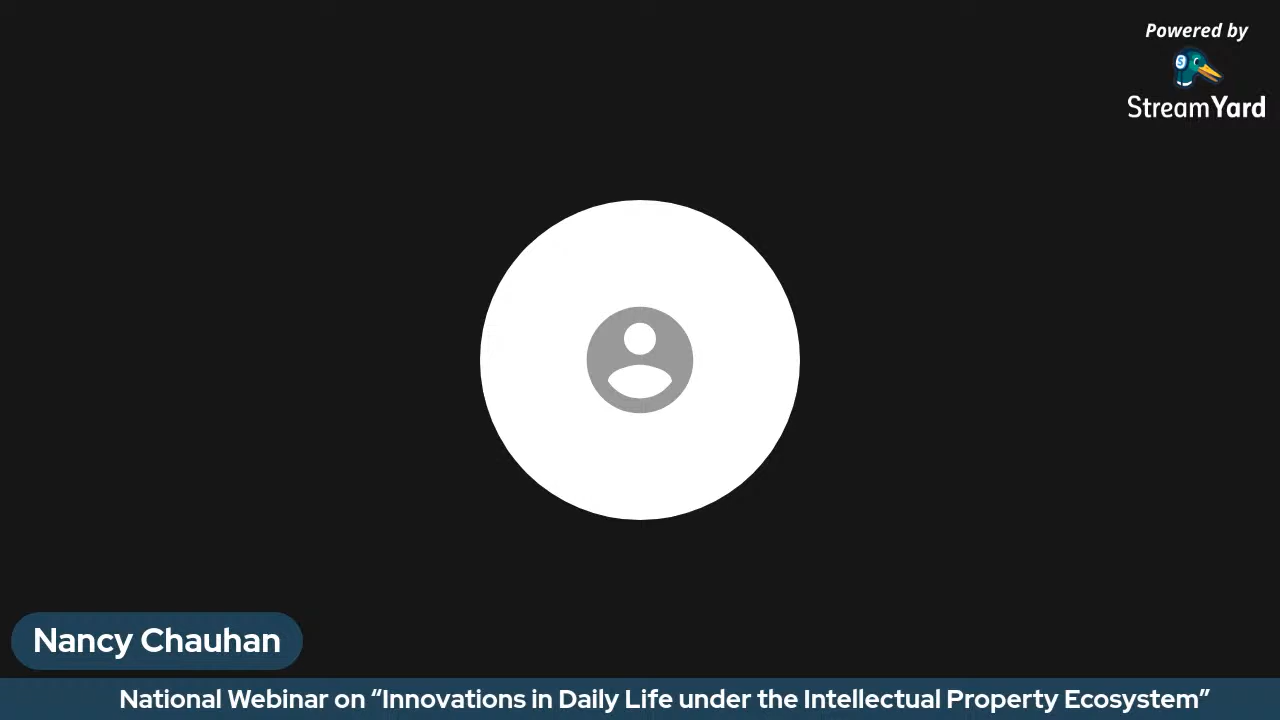 Powered by
S
StreamYard
Nancy Chauhan
National Webinar on “Innovations in Daily Life under the Intellectual Property Ecosystem”